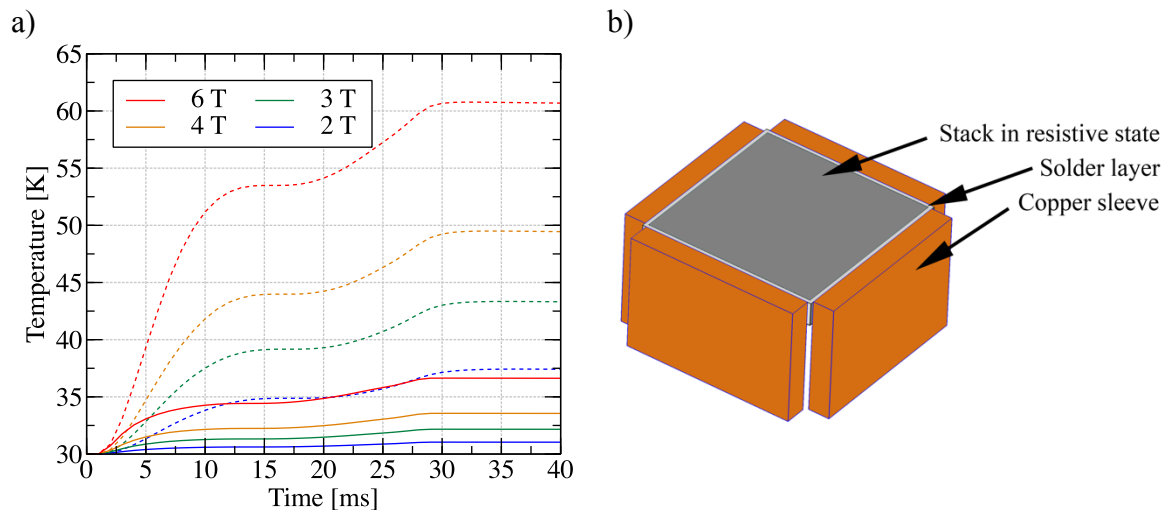 a)
b)
65
60
55
50
45
40
35
30
Temperature [K]
6 T
3 T
4 T
2 T
0
5
10
15
20
25
30
35
40
Time [ms]
Stack in resistive state
Solder layer
Copper sleeve